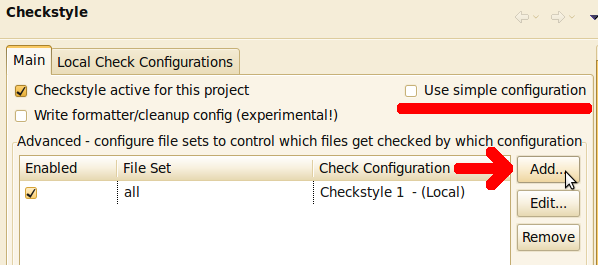 Checkstyle
Main
Local Check Configurations
Checkstyle active for this project
Use simple configuration
Write formatter/cleanup config (experimental!)
Advanced - configure file sets to control which files get checked by which configuration
Enabled
File Set
Check Configuration
Add...
all
Checkstyle 1 - (Local)
Edit...
Remove